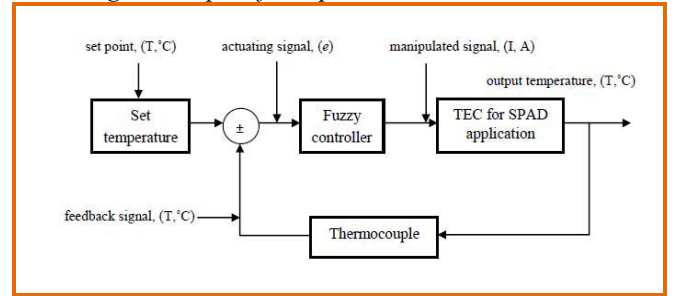 set point, (T,˚C)
actuating signal, (e)
manipulated signal, (I, A)
output temperature, (T,˚C)
Set
temperature
±
Fuzzy
controller
TEC for SPAD
application
feedback signal, (T,˚C)
Thermocouple